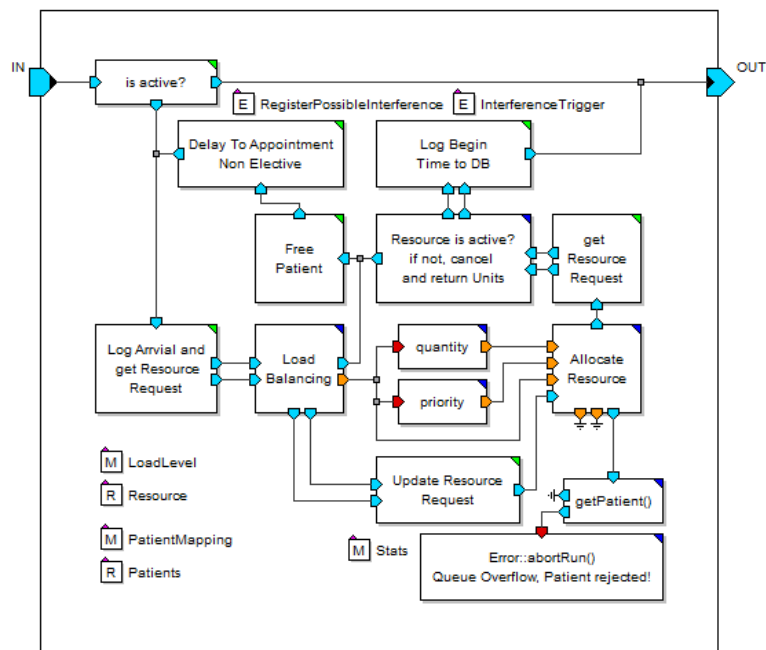 IN
is active?
OUT
E RegisterPossibleInterference
E InterferenceTrigger
Delay To Appointment
Non Elective
Log Begin
Time to DB
Free
Patient
Resource is active?
if not, cancel
and return Units
get
Resource
Request
Log Arrvial and
get Resource
Request
Load
Balancing
quantity
priority
Allocate
Resource
M LoadLevel
R Resource
Update Resource
Request
getPatient()
M PatientMapping
R Patients
M Stats
Error::abortRun()
Queue Overflow, Patient rejected!